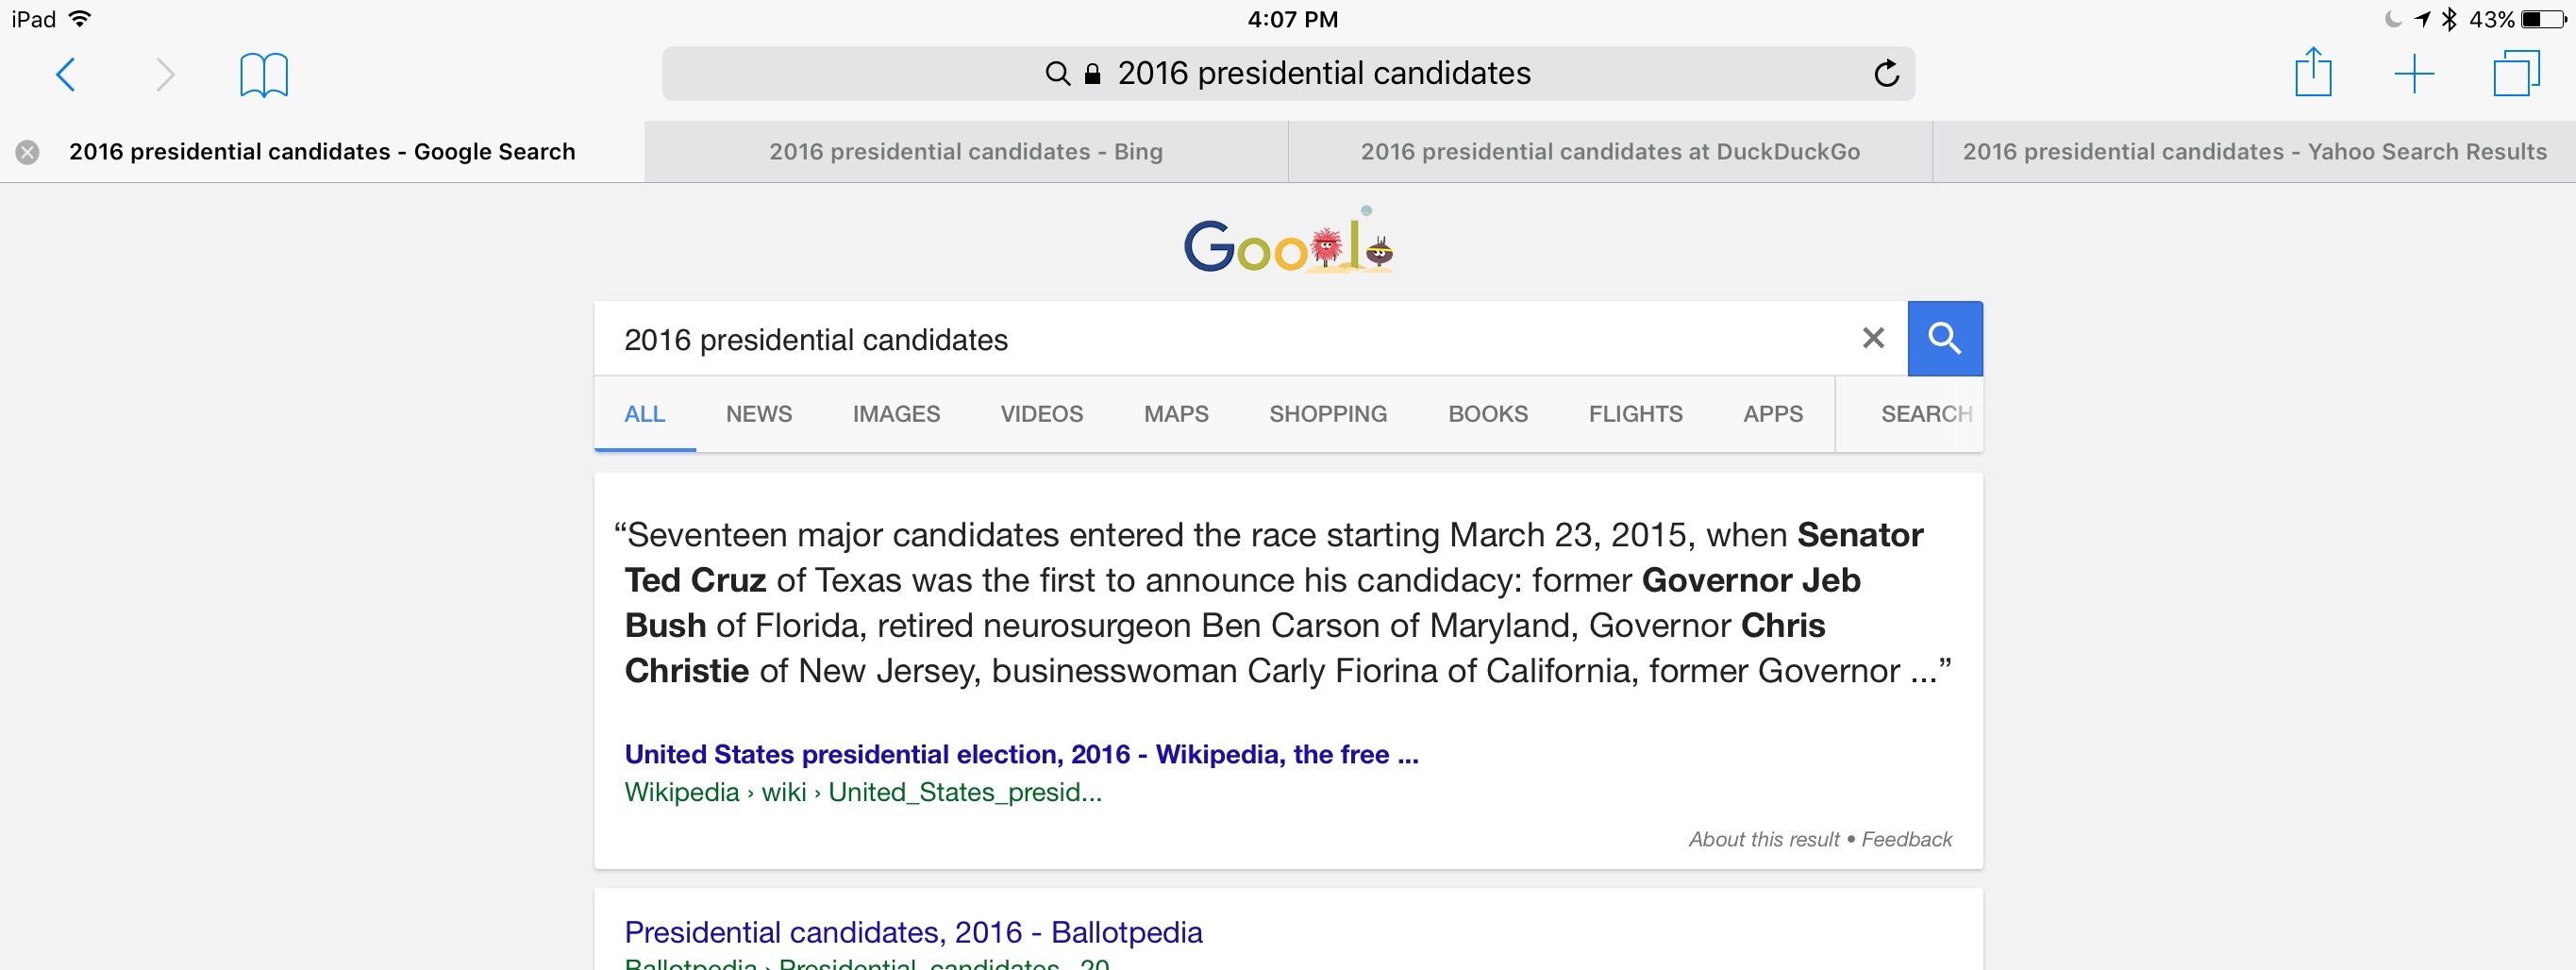 iPad 4:07 PM 43%
2016 presidential candidates
2016 presidential candidates - Google Search
2016 presidential candidates - Bing
2016 presidential candidates at DuckDuckGo
2016 presidential candidates - Yahoo Search Results
Google
2016 presidential candidates
ALL NEWS IMAGES VIDEOS MAPS SHOPPING BOOKS FLIGHTS APPS SEARCH
“Seventeen major candidates entered the race starting March 23, 2015, when Senator
Ted Cruz of Texas was the first to announce his candidacy: former Governor Jeb
Bush of Florida, retired neurosurgeon Ben Carson of Maryland, Governor Chris
Christie of New Jersey, businesswoman Carly Fiorina of California, former Governor ...”
United States presidential election, 2016 - Wikipedia, the free ...
Wikipedia › wiki › United_States_presid...
About this result • Feedback
Presidential candidates, 2016 - Ballotpedia
Ballotpedia › Presidential_candidates,_20...